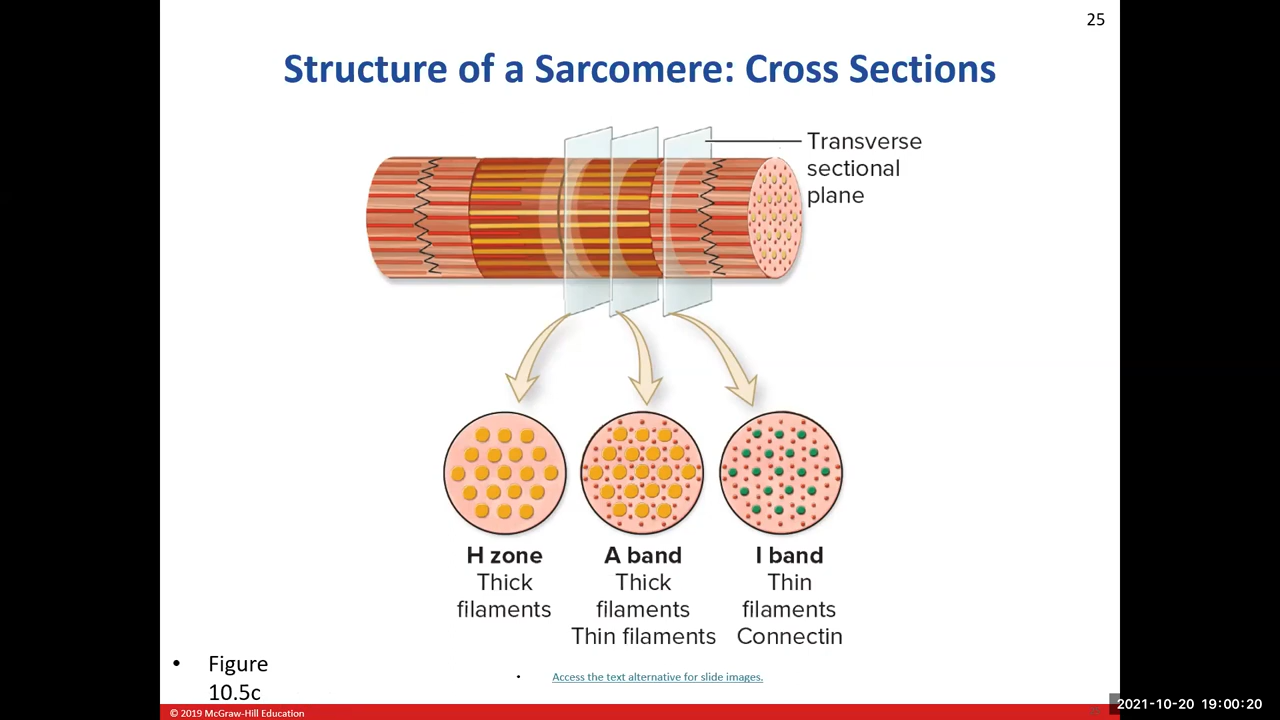 25
Structure of a Sarcomere: Cross Sections
Transverse
sectional
plane
H zone
Thick
filaments
A band
Thick
filaments
Thin filaments
I band
Thin
filaments
Connectin
• Figure
10.5c
• Access the text alternative for slide images.
© 2019 McGraw-Hill Education
2021-10-20 19:00:20